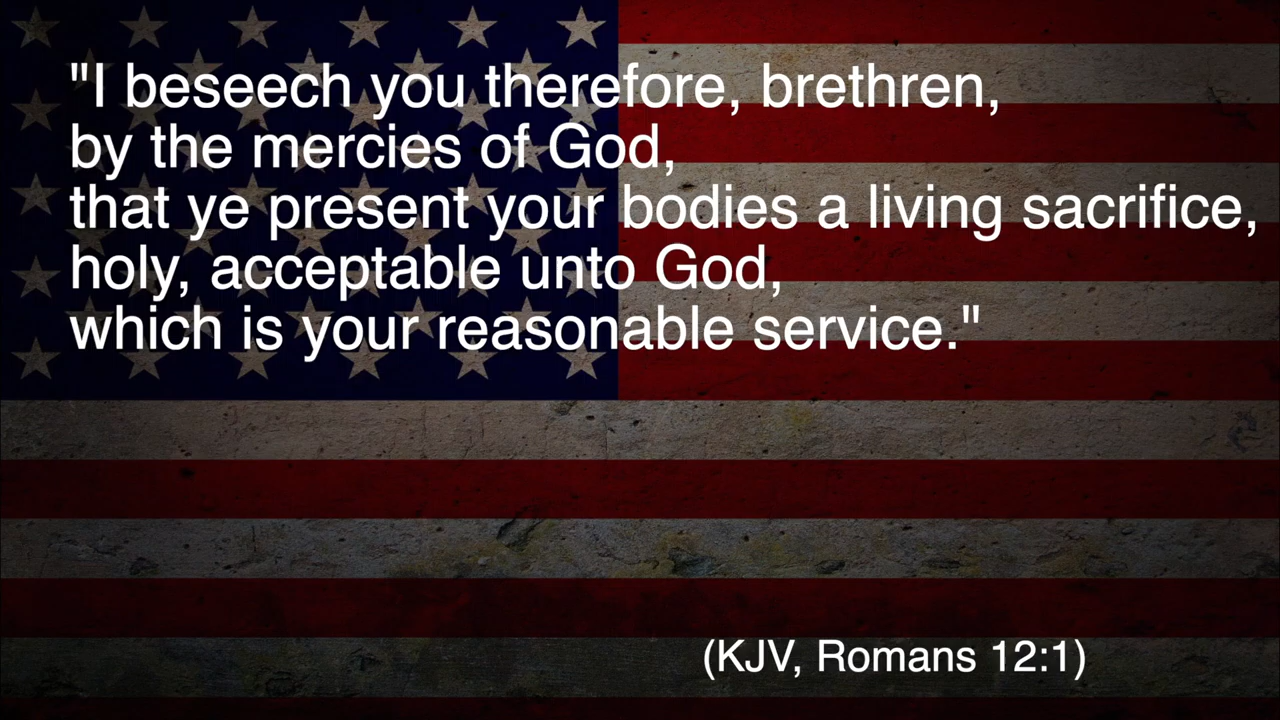 "I beseech you therefore, brethren,
by the mercies of God,
that ye present your bodies a living sacrifice,
holy, acceptable unto God,
which is your reasonable service."
(KJV, Romans 12:1)